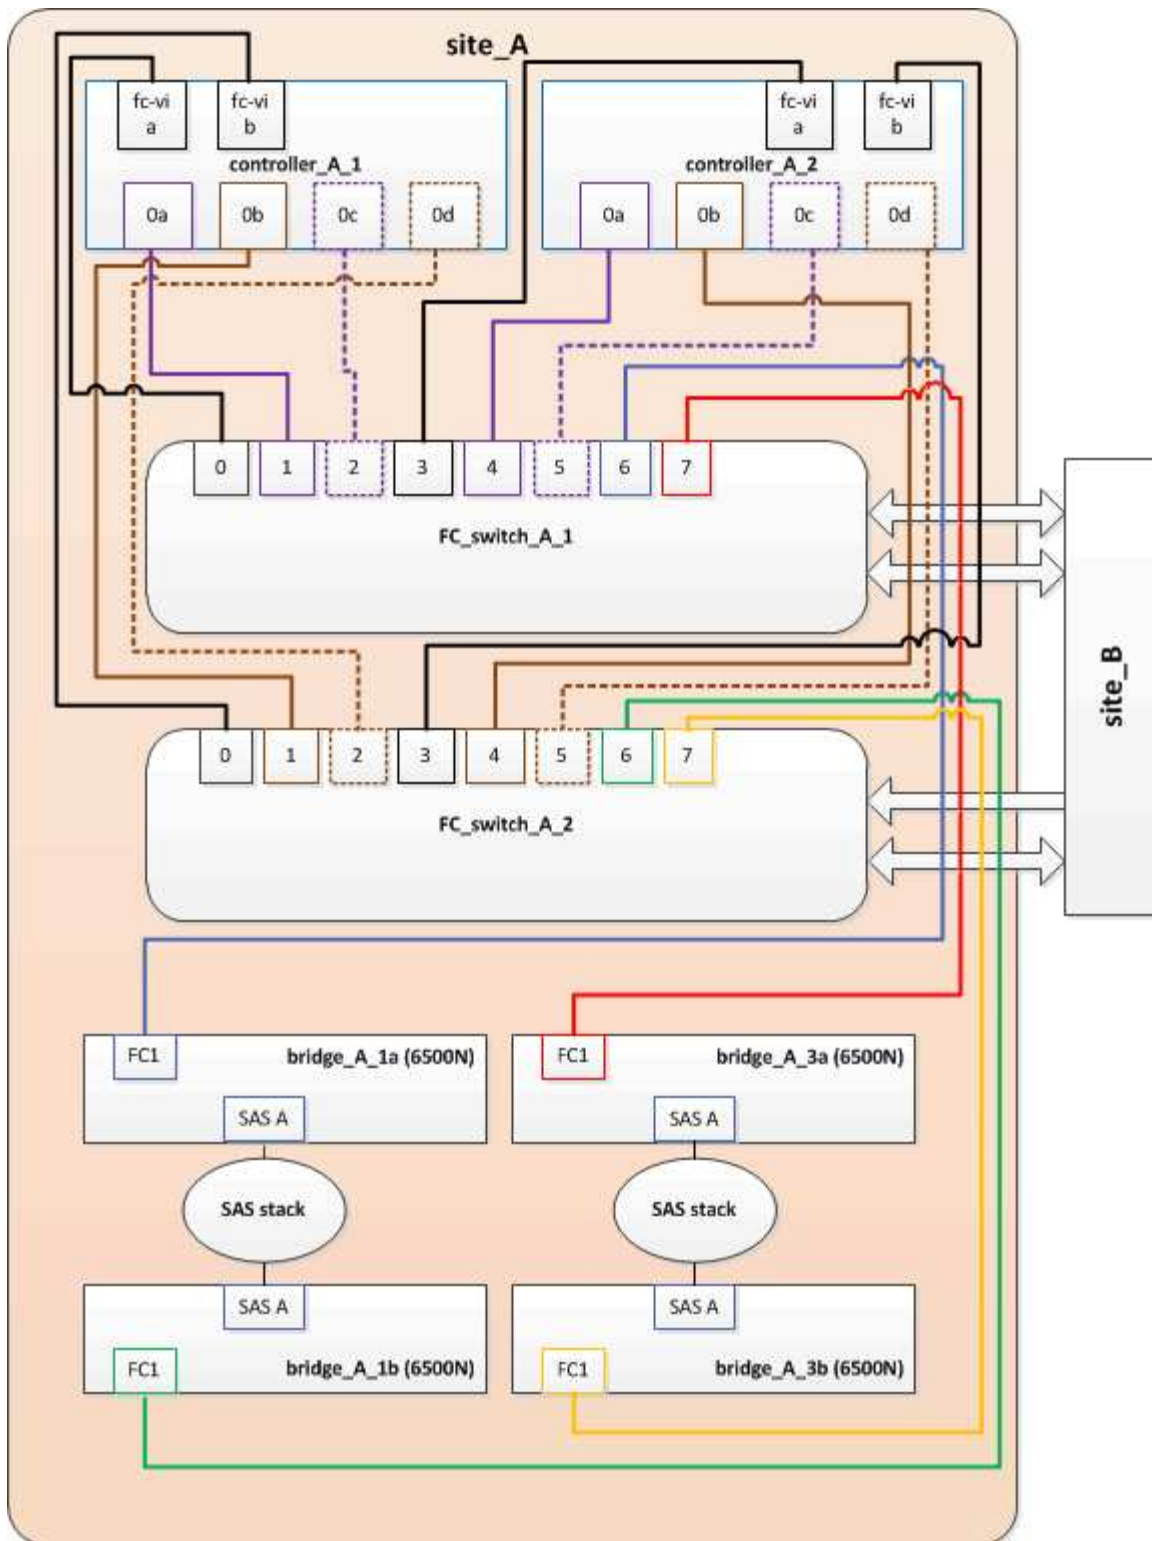 site_A
fc-vi
a
fc-vi
b
fc-vi
a
fc-vi
b
controller_A_1
controller_A_2
0a
0b
0c
0d
0a
0b
0c
0d
0
1
2
3
4
5
6
7
FC_switch_A_1
site_B
0
1
2
3
4
5
6
7
FC_switch_A_2
FC1
bridge_A_1a (6500N)
FC1
bridge_A_3a (6500N)
SAS A
SAS A
SAS stack
SAS stack
SAS A
SAS A
FC1
bridge_A_1b (6500N)
FC1
bridge_A_3b (6500N)